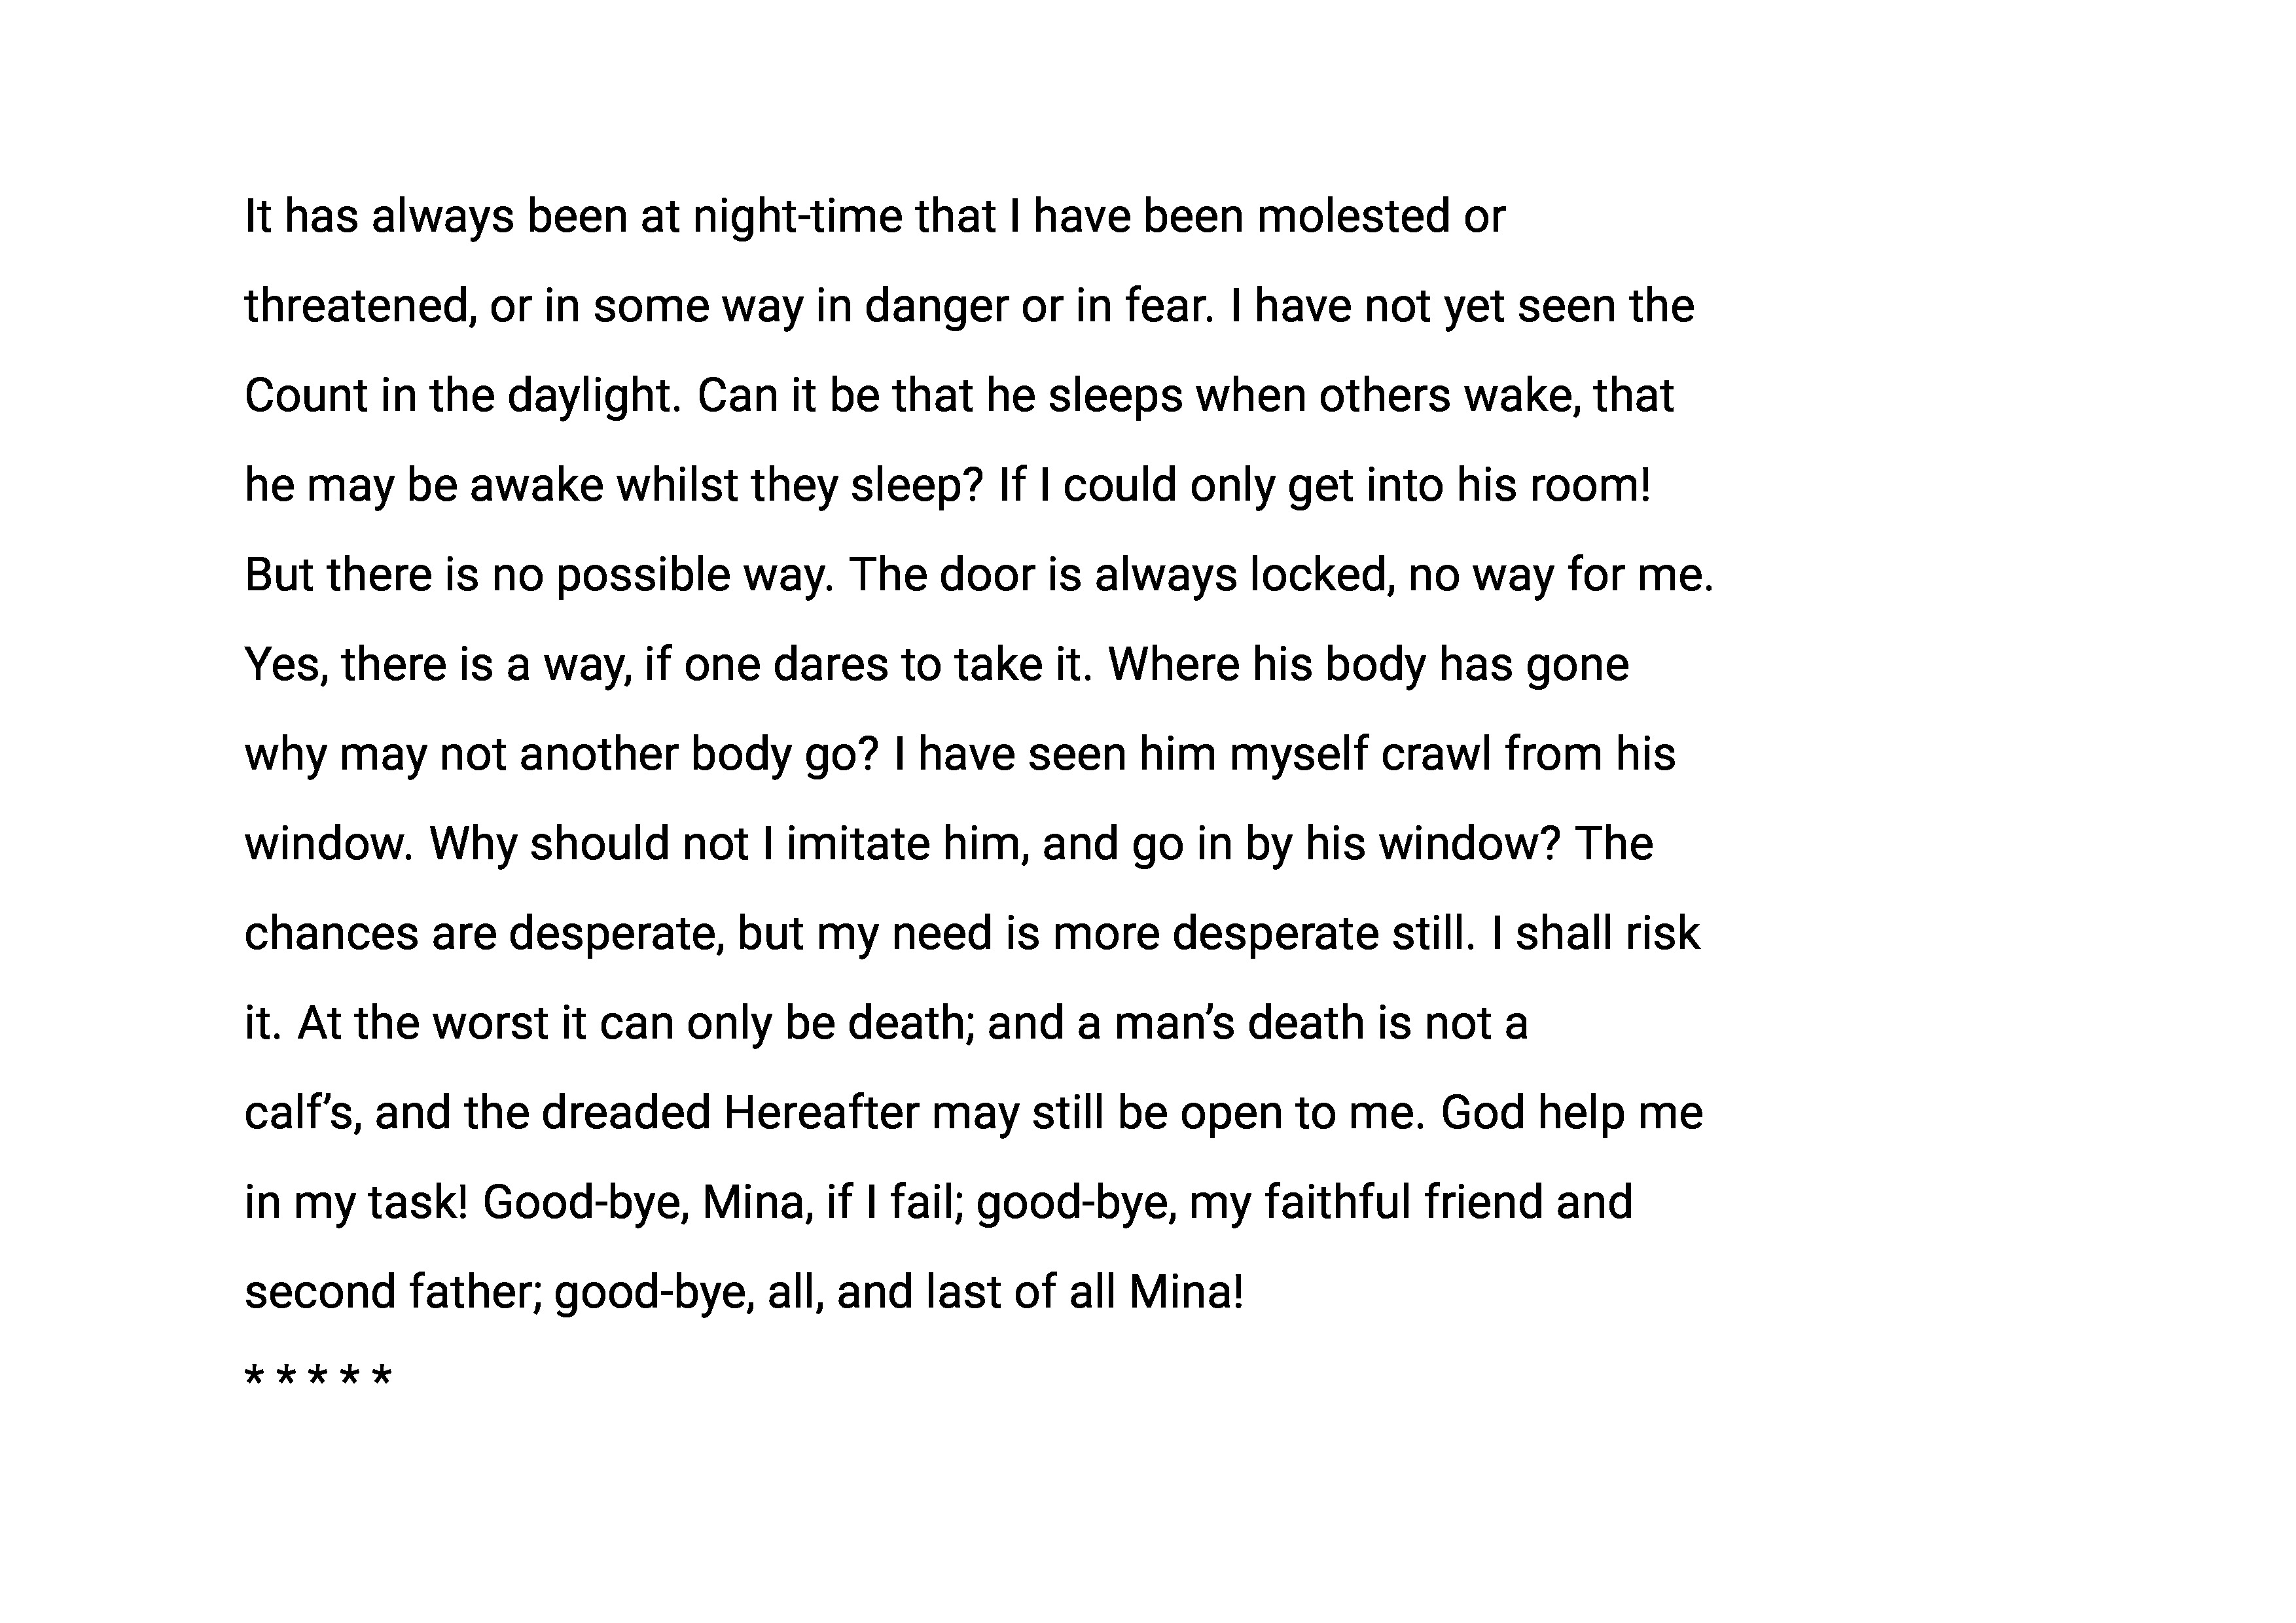 It has always been at night-time that I have been molested or
threatened, or in some way in danger or in fear. I have not yet seen the
Count in the daylight. Can it be that he sleeps when others wake, that
he may be awake whilst they sleep? If I could only get into his room!
But there is no possible way. The door is always locked, no way for me.
Yes, there is a way, if one dares to take it. Where his body has gone
why may not another body go? I have seen him myself crawl from his
window. Why should not I imitate him, and go in by his window? The
chances are desperate, but my need is more desperate still. I shall risk
it. At the worst it can only be death; and a man’s death is not a
calf’s, and the dreaded Hereafter may still be open to me. God help me
in my task! Good-bye, Mina, if I fail; good-bye, my faithful friend and
second father; good-bye, all, and last of all Mina!
* * * * *